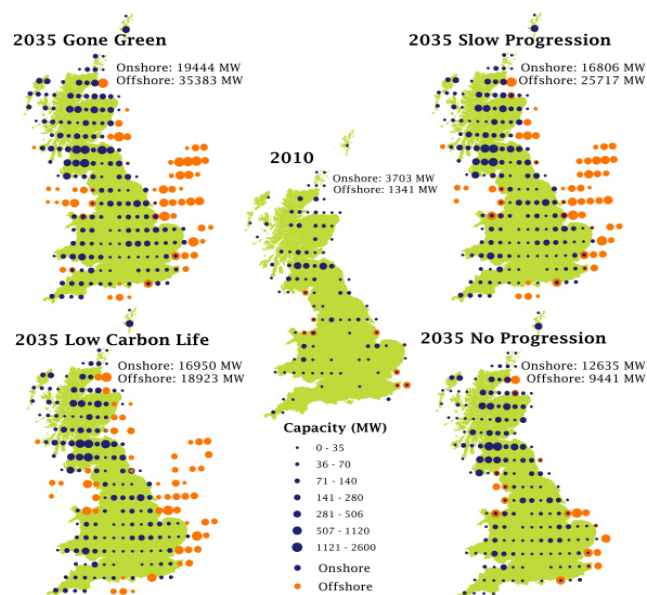 2035 Gone Green
Onshore: 19444 MW
Offshore: 35383 MW
2035 Slow Progression
Onshore: 16806 MW
Offshore: 25717 MW
2010
Onshore: 3703 MW
Offshore: 1341 MW
2035 Low Carbon Life
Onshore: 16950 MW
Offshore: 18923 MW
2035 No Progression
Onshore: 12635 MW
Offshore: 9441 MW
Capacity (MW)
0 - 35
36 - 70
71 - 140
141 - 280
281 - 506
507 - 1120
1121 - 2600
Onshore
Offshore